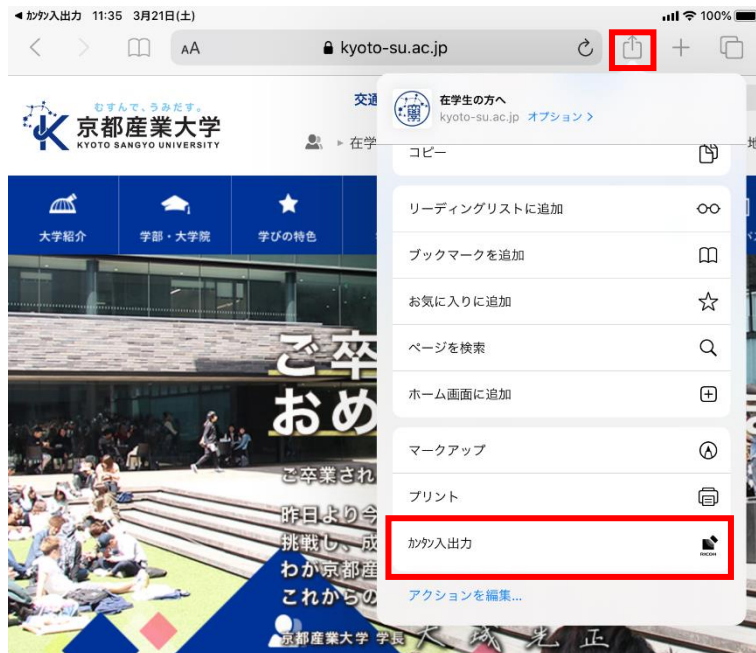 カンタン入出力 11:35 3月21日(土)
100%
AA
kyoto-su.ac.jp
むすんで、うみだす。
京都産業大学
KYOTO SANGYO UNIVERSITY
交通
在学
大学紹介
学部・大学院
学びの特色
在学生の方へ
kyoto-su.ac.jp オプション >
コピー
リーディングリストに追加
ブックマークを追加
お気に入りに追加
ページを検索
ホーム画面に追加
マークアップ
プリント
カンタン入出力
RICOH
アクションを編集...
ご卒
おめ
ご卒業され
昨日より今
挑戦し、成
わが京都産
これからの
京都産業大学 学長 大城光正